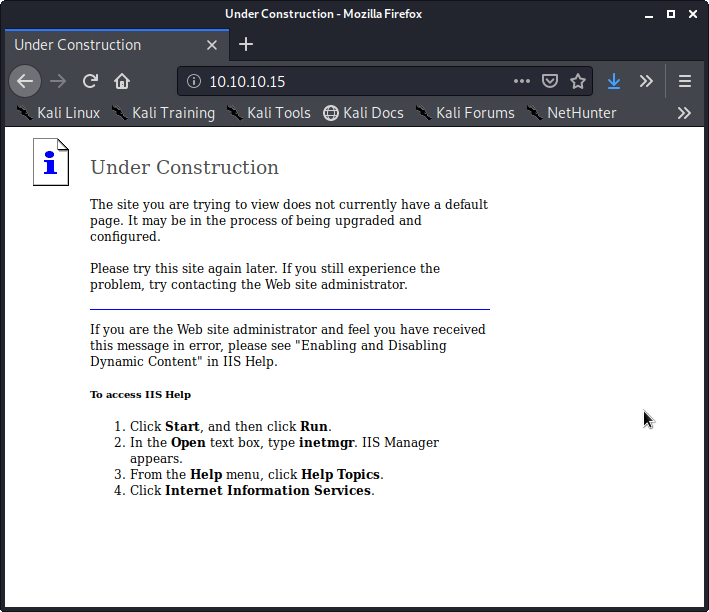 Under Construction - Mozilla Firefox
Under Construction
10.10.10.15
Kali Linux Kali Training Kali Tools Kali Docs Kali Forums NetHunter
Under Construction
The site you are trying to view does not currently have a default
page. It may be in the process of being upgraded and
configured.
Please try this site again later. If you still experience the
problem, try contacting the Web site administrator.
If you are the Web site administrator and feel you have received
this message in error, please see "Enabling and Disabling
Dynamic Content" in IIS Help.
To access IIS Help
1. Click Start, and then click Run.
2. In the Open text box, type inetmgr. IIS Manager
appears.
3. From the Help menu, click Help Topics.
4. Click Internet Information Services.